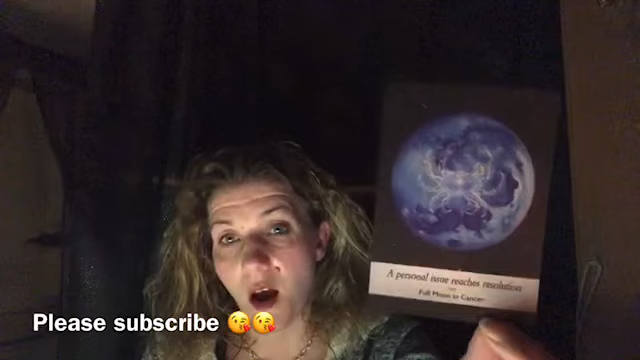 A personal issue reaches resolution
Full Moon in Cancer
Please subscribe 😘😘